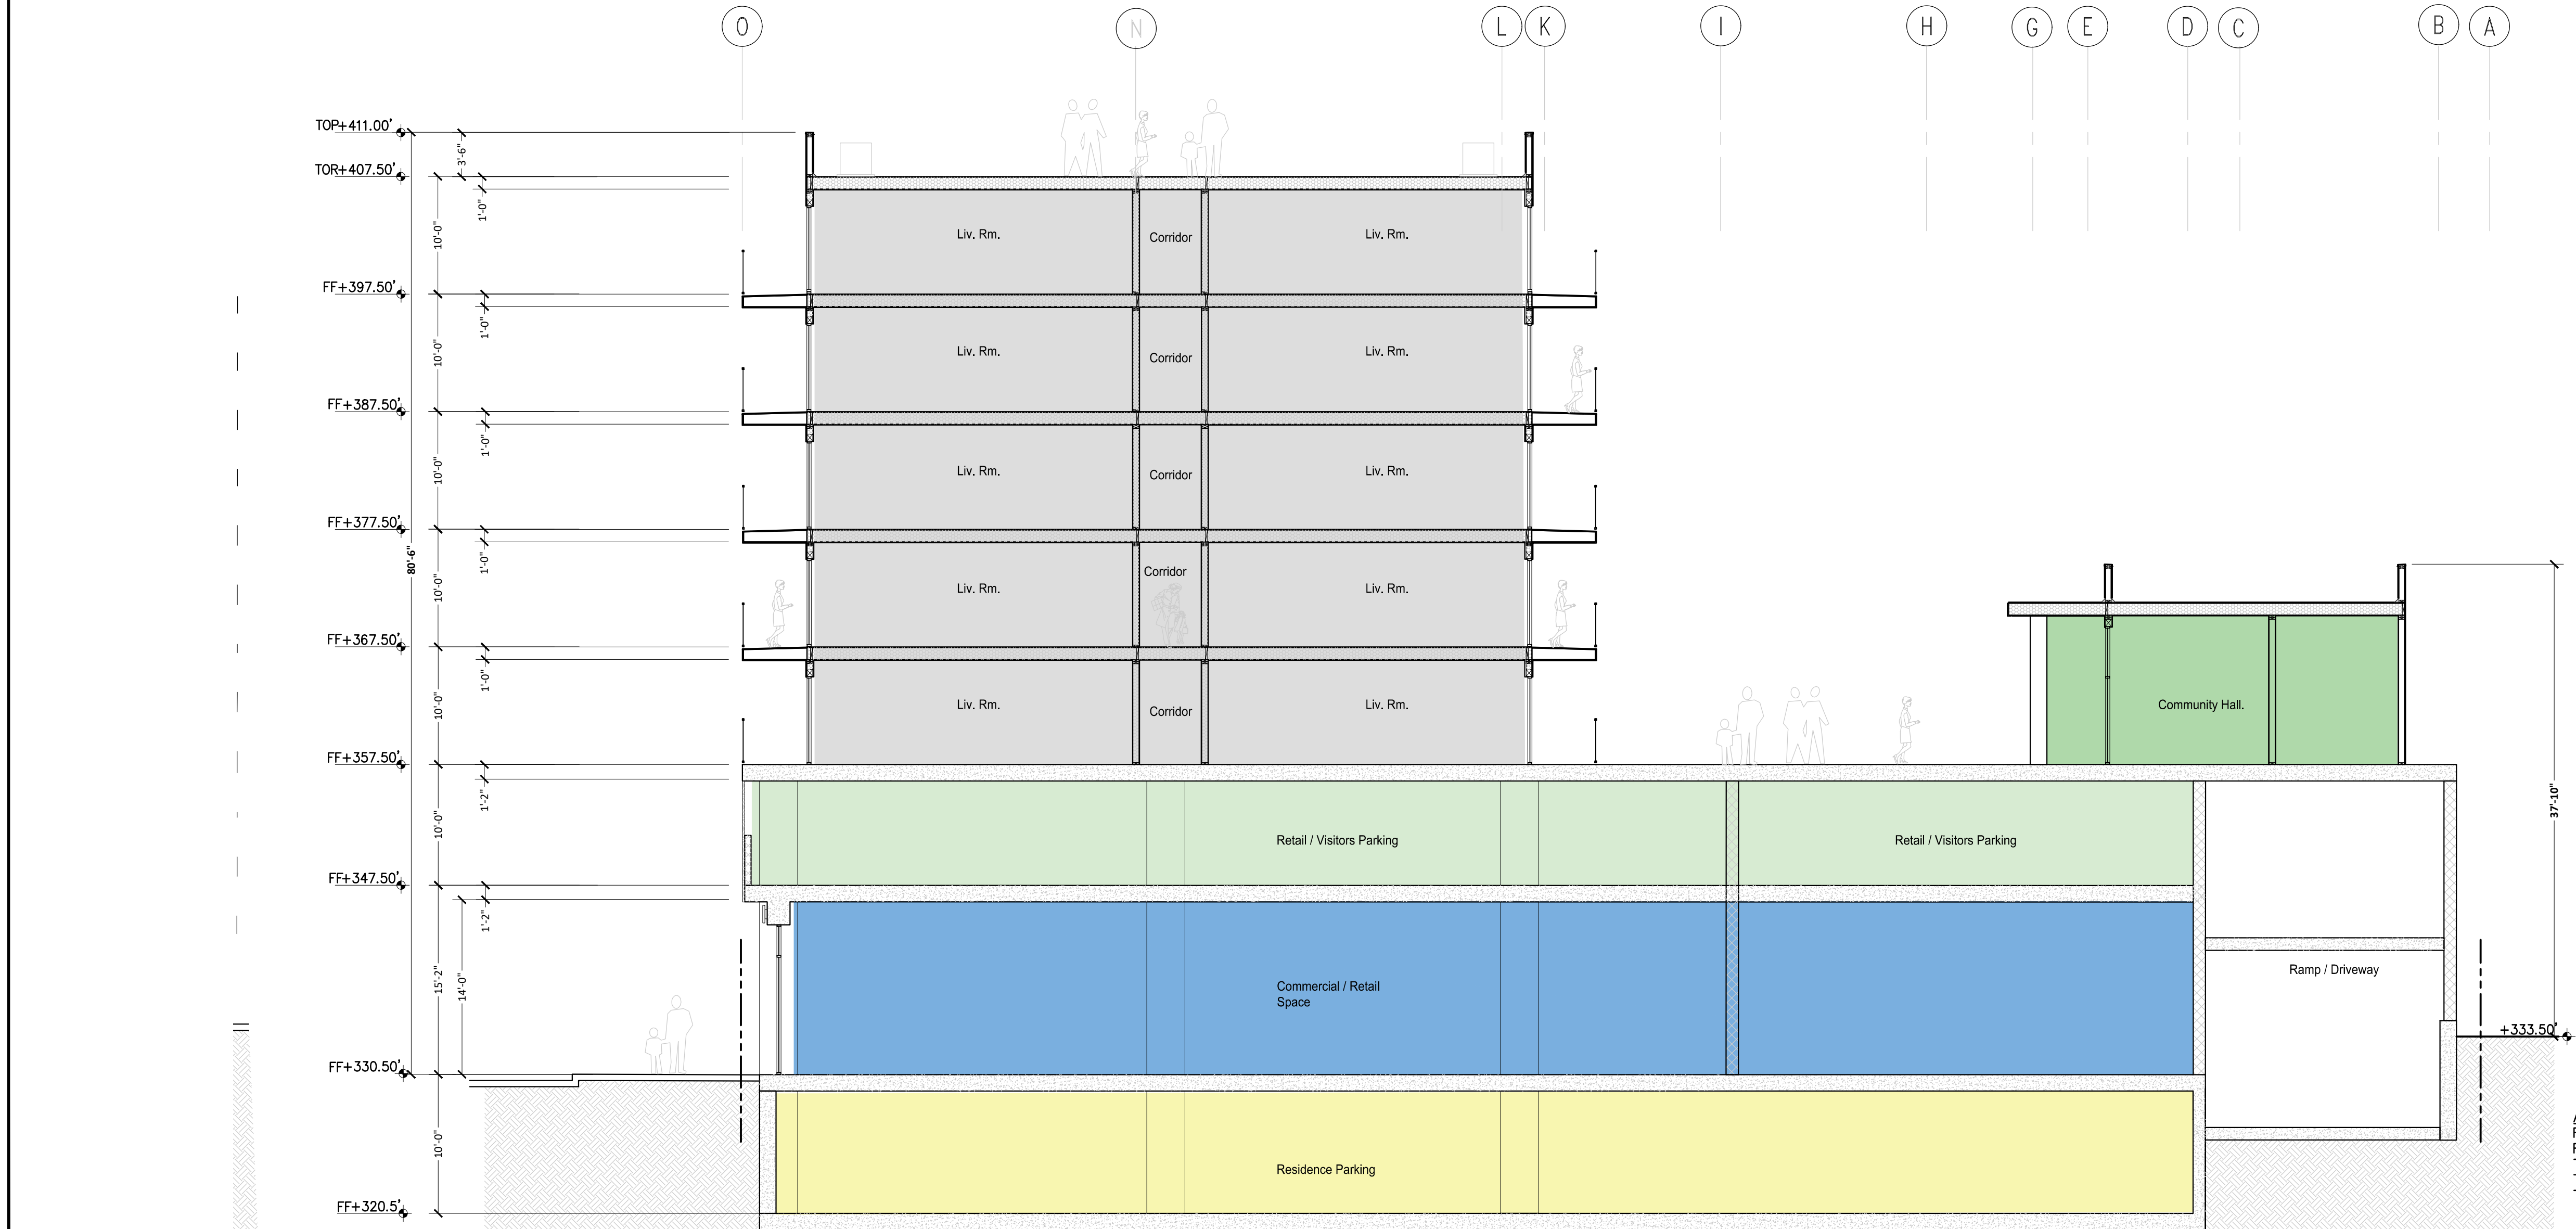 O N L K I H G E D C B A
TOP+411.00'
3'-6"
TOR+407.50'
1'-0"
10'-0"
Liv. Rm.
Corridor
Liv. Rm.
FF+397.50'
1'-0"
10'-0"
Liv. Rm.
Corridor
Liv. Rm.
FF+387.50'
1'-0"
10'-0"
Liv. Rm.
Corridor
Liv. Rm.
FF+377.50'
1'-0"
80'-6"
10'-0"
Liv. Rm.
Corridor
Liv. Rm.
FF+367.50'
1'-0"
10'-0"
Liv. Rm.
Corridor
Liv. Rm.
Community Hall.
FF+357.50'
1'-2"
37'-10"
10'-0"
Retail / Visitors Parking
Retail / Visitors Parking
FF+347.50'
1'-2"
15'-2"
14'-0"
Commercial / Retail
Space
Ramp / Driveway
+333.50'
FF+330.50'
10'-0"
Residence Parking
FF+320.5'